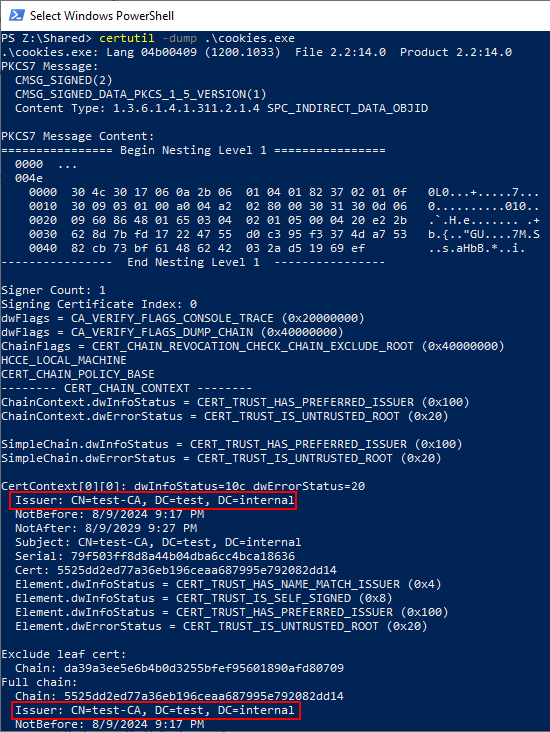 Select Windows PowerShell
PS Z:\Shared> certutil -dump .\cookies.exe
.\cookies.exe: Lang 04b00409 (1200.1033)  File 2.2:14.0  Product 2.2:14.0
PKCS7 Message:
  CMSG_SIGNED(2)
  CMSG_SIGNED_DATA_PKCS_1_5_VERSION(1)
  Content Type: 1.3.6.1.4.1.311.2.1.4 SPC_INDIRECT_DATA_OBJID
PKCS7 Message Content:
================ Begin Nesting Level 1 ================
  0000  ...
  004e
    0000  30 4c 30 17 06 0a 2b 06  01 04 01 82 37 02 01 0f   0L0...+.....7...
    0010  30 09 03 01 00 a0 04 a2  02 80 00 30 31 30 0d 06   0..........010..
    0020  09 60 86 48 01 65 03 04  02 01 05 00 04 20 e2 2b   .`.H.e....... .+
    0030  62 8d 7b fd 17 22 47 55  d0 c3 95 f3 37 4d a7 53   b.{.."GU....7M.S
    0040  82 cb 73 bf 61 48 62 42  03 2a d5 19 69 ef         ..s.aHbB.*..i.
----------------  End Nesting Level 1  ----------------
Signer Count: 1
Signing Certificate Index: 0
dwFlags = CA_VERIFY_FLAGS_CONSOLE_TRACE (0x20000000)
dwFlags = CA_VERIFY_FLAGS_DUMP_CHAIN (0x40000000)
ChainFlags = CERT_CHAIN_REVOCATION_CHECK_CHAIN_EXCLUDE_ROOT (0x40000000)
HCCE_LOCAL_MACHINE
CERT_CHAIN_POLICY_BASE
-------- CERT_CHAIN_CONTEXT --------
ChainContext.dwInfoStatus = CERT_TRUST_HAS_PREFERRED_ISSUER (0x100)
ChainContext.dwErrorStatus = CERT_TRUST_IS_UNTRUSTED_ROOT (0x20)
SimpleChain.dwInfoStatus = CERT_TRUST_HAS_PREFERRED_ISSUER (0x100)
SimpleChain.dwErrorStatus = CERT_TRUST_IS_UNTRUSTED_ROOT (0x20)
CertContext[0][0]: dwInfoStatus=10c dwErrorStatus=20
  Issuer: CN=test-CA, DC=test, DC=internal
  NotBefore: 8/9/2024 9:17 PM
  NotAfter: 8/9/2029 9:27 PM
  Subject: CN=test-CA, DC=test, DC=internal
  Serial: 79f503ff8d8a44b04dba6cc4bca18636
  Cert: 5525dd2ed77a36eb196ceaa687995e792082dd14
  Element.dwInfoStatus = CERT_TRUST_HAS_NAME_MATCH_ISSUER (0x4)
  Element.dwInfoStatus = CERT_TRUST_IS_SELF_SIGNED (0x8)
  Element.dwInfoStatus = CERT_TRUST_HAS_PREFERRED_ISSUER (0x100)
  Element.dwErrorStatus = CERT_TRUST_IS_UNTRUSTED_ROOT (0x20)
Exclude leaf cert:
  Chain: da39a3ee5e6b4b0d3255bfef95601890afd80709
Full chain:
  Chain: 5525dd2ed77a36eb196ceaa687995e792082dd14
  Issuer: CN=test-CA, DC=test, DC=internal
  NotBefore: 8/9/2024 9:17 PM